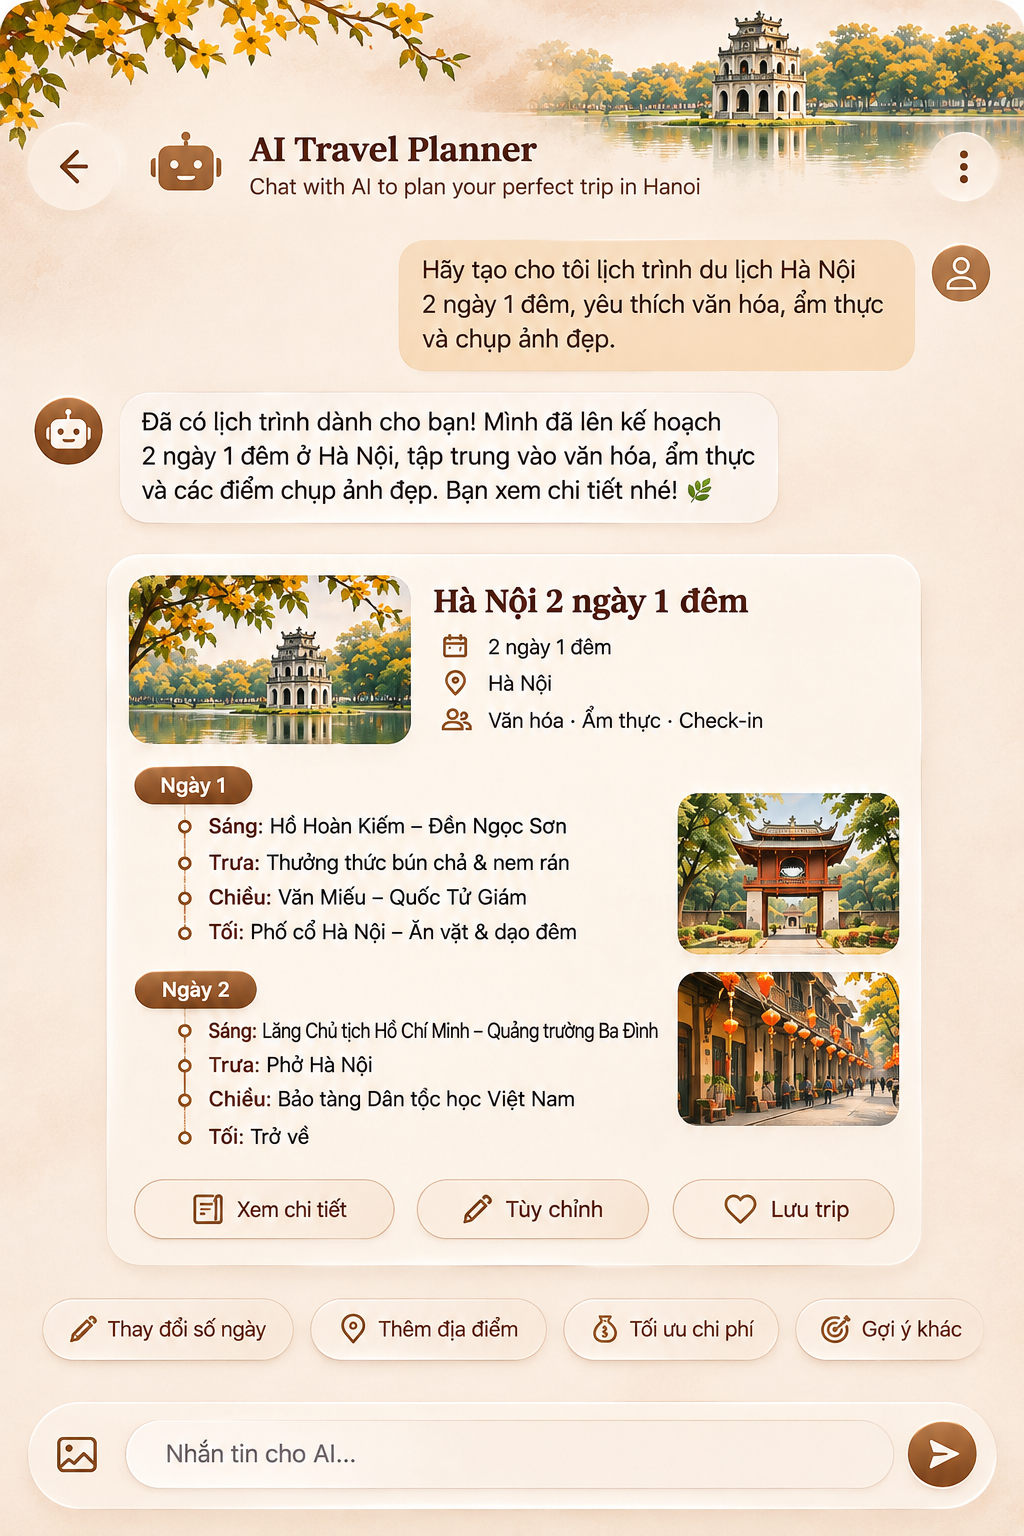 AI Travel Planner
Chat with AI to plan your perfect trip in Hanoi
Hãy tạo cho tôi lịch trình du lịch Hà Nội
2 ngày 1 đêm, yêu thích văn hóa, ẩm thực
và chụp ảnh đẹp.
Đã có lịch trình dành cho bạn! Mình đã lên kế hoạch
2 ngày 1 đêm ở Hà Nội, tập trung vào văn hóa, ẩm thực
và các điểm chụp ảnh đẹp. Bạn xem chi tiết nhé! 🌿
Hà Nội 2 ngày 1 đêm
2 ngày 1 đêm
Hà Nội
Văn hóa · Ẩm thực · Check-in
Ngày 1
Sáng: Hồ Hoàn Kiếm – Đền Ngọc Sơn
Trưa: Thưởng thức bún chả & nem rán
Chiều: Văn Miếu – Quốc Tử Giám
Tối: Phố cổ Hà Nội – Ăn vặt & dạo đêm
Ngày 2
Sáng: Lăng Chủ tịch Hồ Chí Minh – Quảng trường Ba Đình
Trưa: Phở Hà Nội
Chiều: Bảo tàng Dân tộc học Việt Nam
Tối: Trở về
Xem chi tiết
Tùy chỉnh
Lưu trip
Thay đổi số ngày
Thêm địa điểm
Tối ưu chi phí
Gợi ý khác
Nhắn tin cho AI...